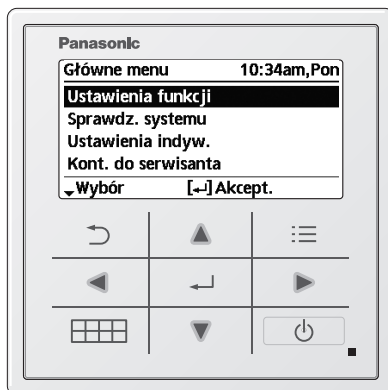 Panasonic
Główne menu 10:34am,Pon
Ustawienia funkcji
Sprawdz. systemu
Ustawienia indyw.
Kont. do serwisanta
Wybór [↵] Akcept.